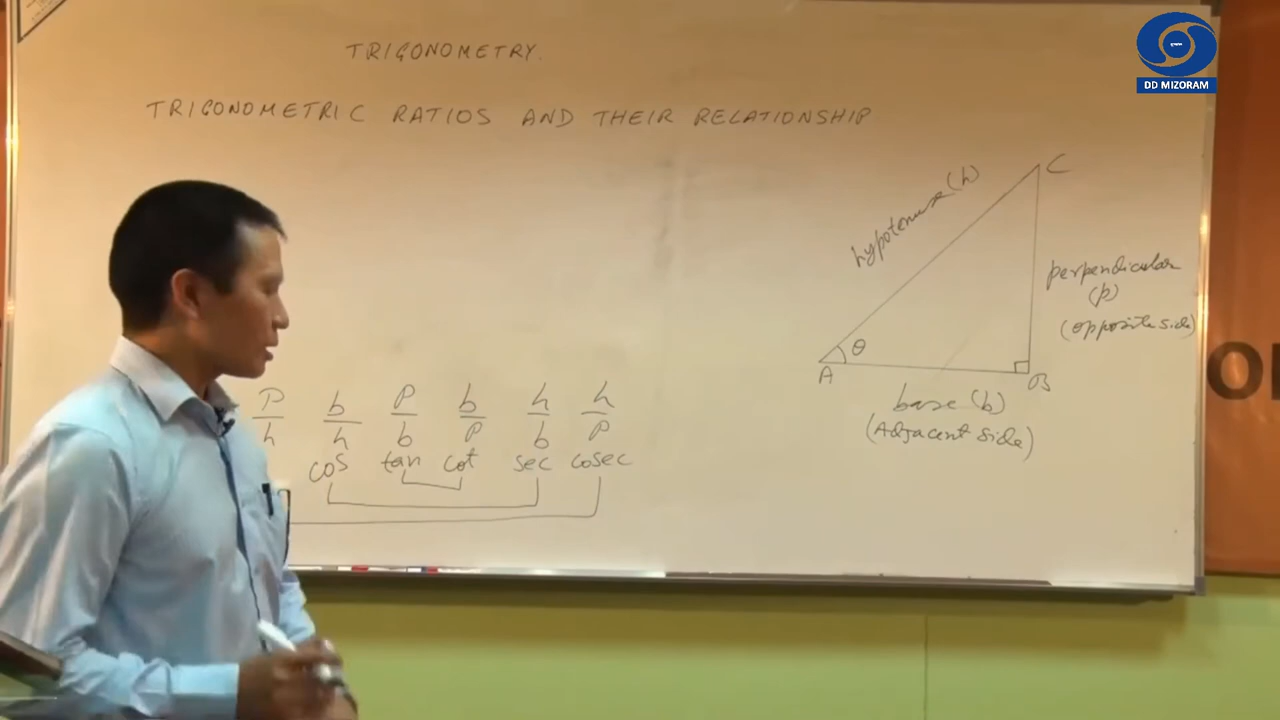 DD MIZORAM
TRIGONOMETRY.
TRIGONOMETRIC RATIOS AND THEIR RELATIONSHIP
C
hypotenuse (h)
perpendicular
(p)
(opposite side)
θ
A
B
base (b)
(Adjacent side)
P/h b/h P/b b/P h/b h/P
cos tan cot sec cosec